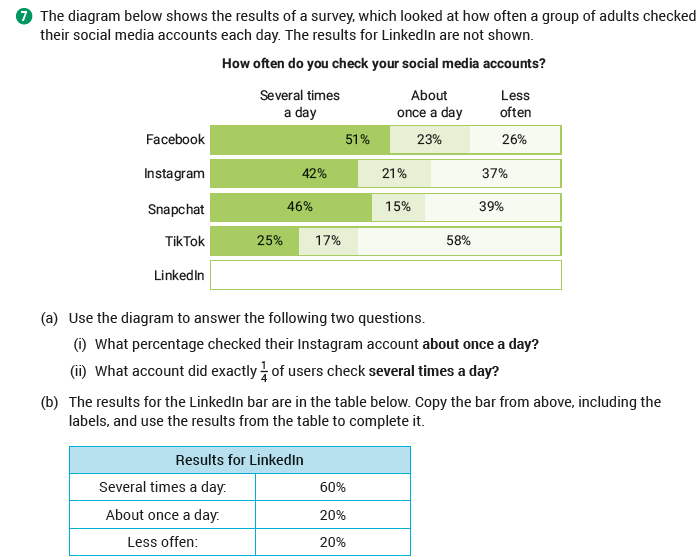 7 The diagram below shows the results of a survey, which looked at how often a group of adults checked
their social media accounts each day. The results for LinkedIn are not shown.
How often do you check your social media accounts?
Several times
a day
About
once a day
Less
often
Facebook 51% 23% 26%
Instagram 42% 21% 37%
Snapchat 46% 15% 39%
TikTok 25% 17% 58%
LinkedIn
(a) Use the diagram to answer the following two questions.
(i) What percentage checked their Instagram account about once a day?
(ii) What account did exactly 1/4 of users check several times a day?
(b) The results for the LinkedIn bar are in the table below. Copy the bar from above, including the
labels, and use the results from the table to complete it.
Results for LinkedIn
Several times a day: 60%
About once a day: 20%
Less offen: 20%